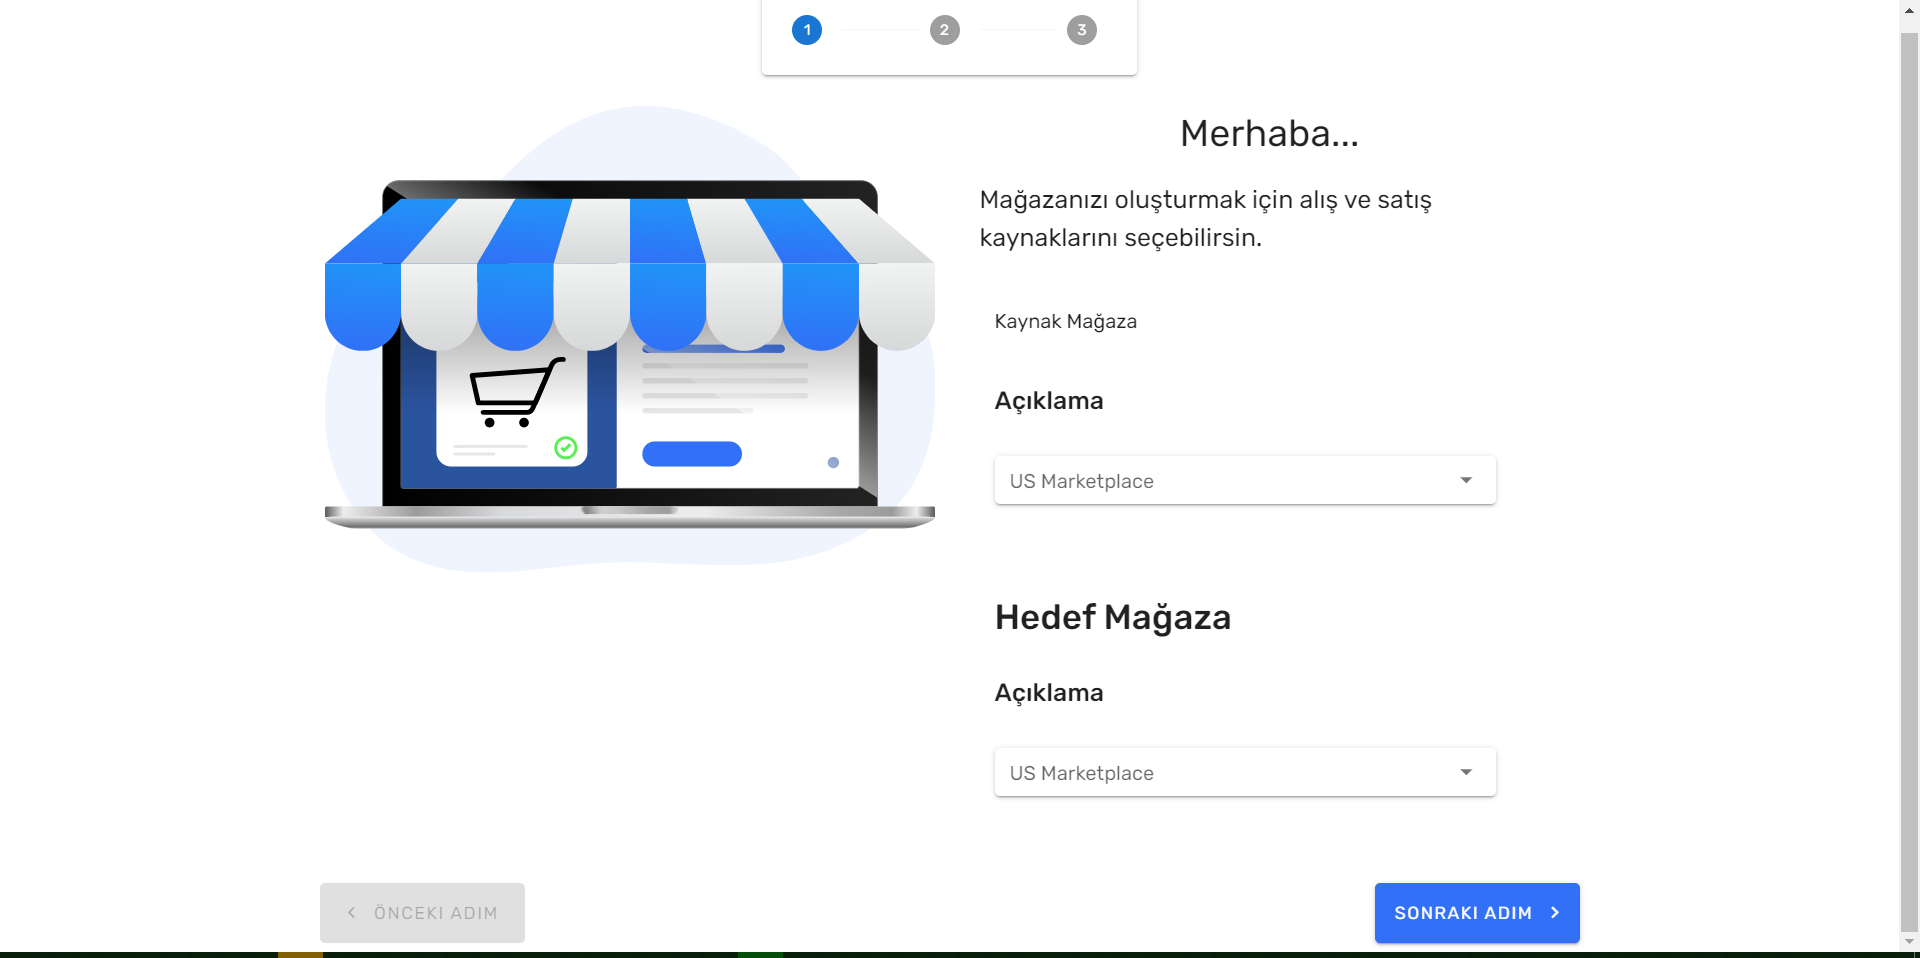 1 2 3
Merhaba...
Mağazanızı oluşturmak için alış ve satış
kaynaklarını seçebilirsin.
Kaynak Mağaza
Açıklama
US Marketplace
Hedef Mağaza
Açıklama
US Marketplace
ÖNCEKI ADIM
SONRAKI ADIM